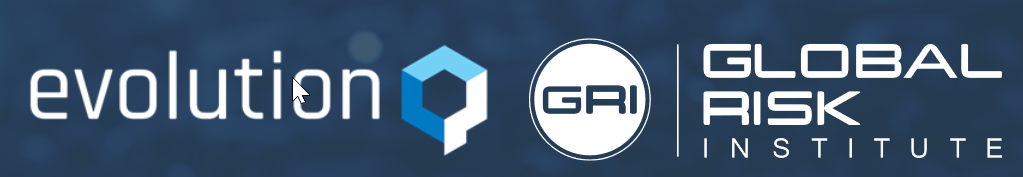 evolution
GRI
GLOBAL
RISK
INSTITUTE